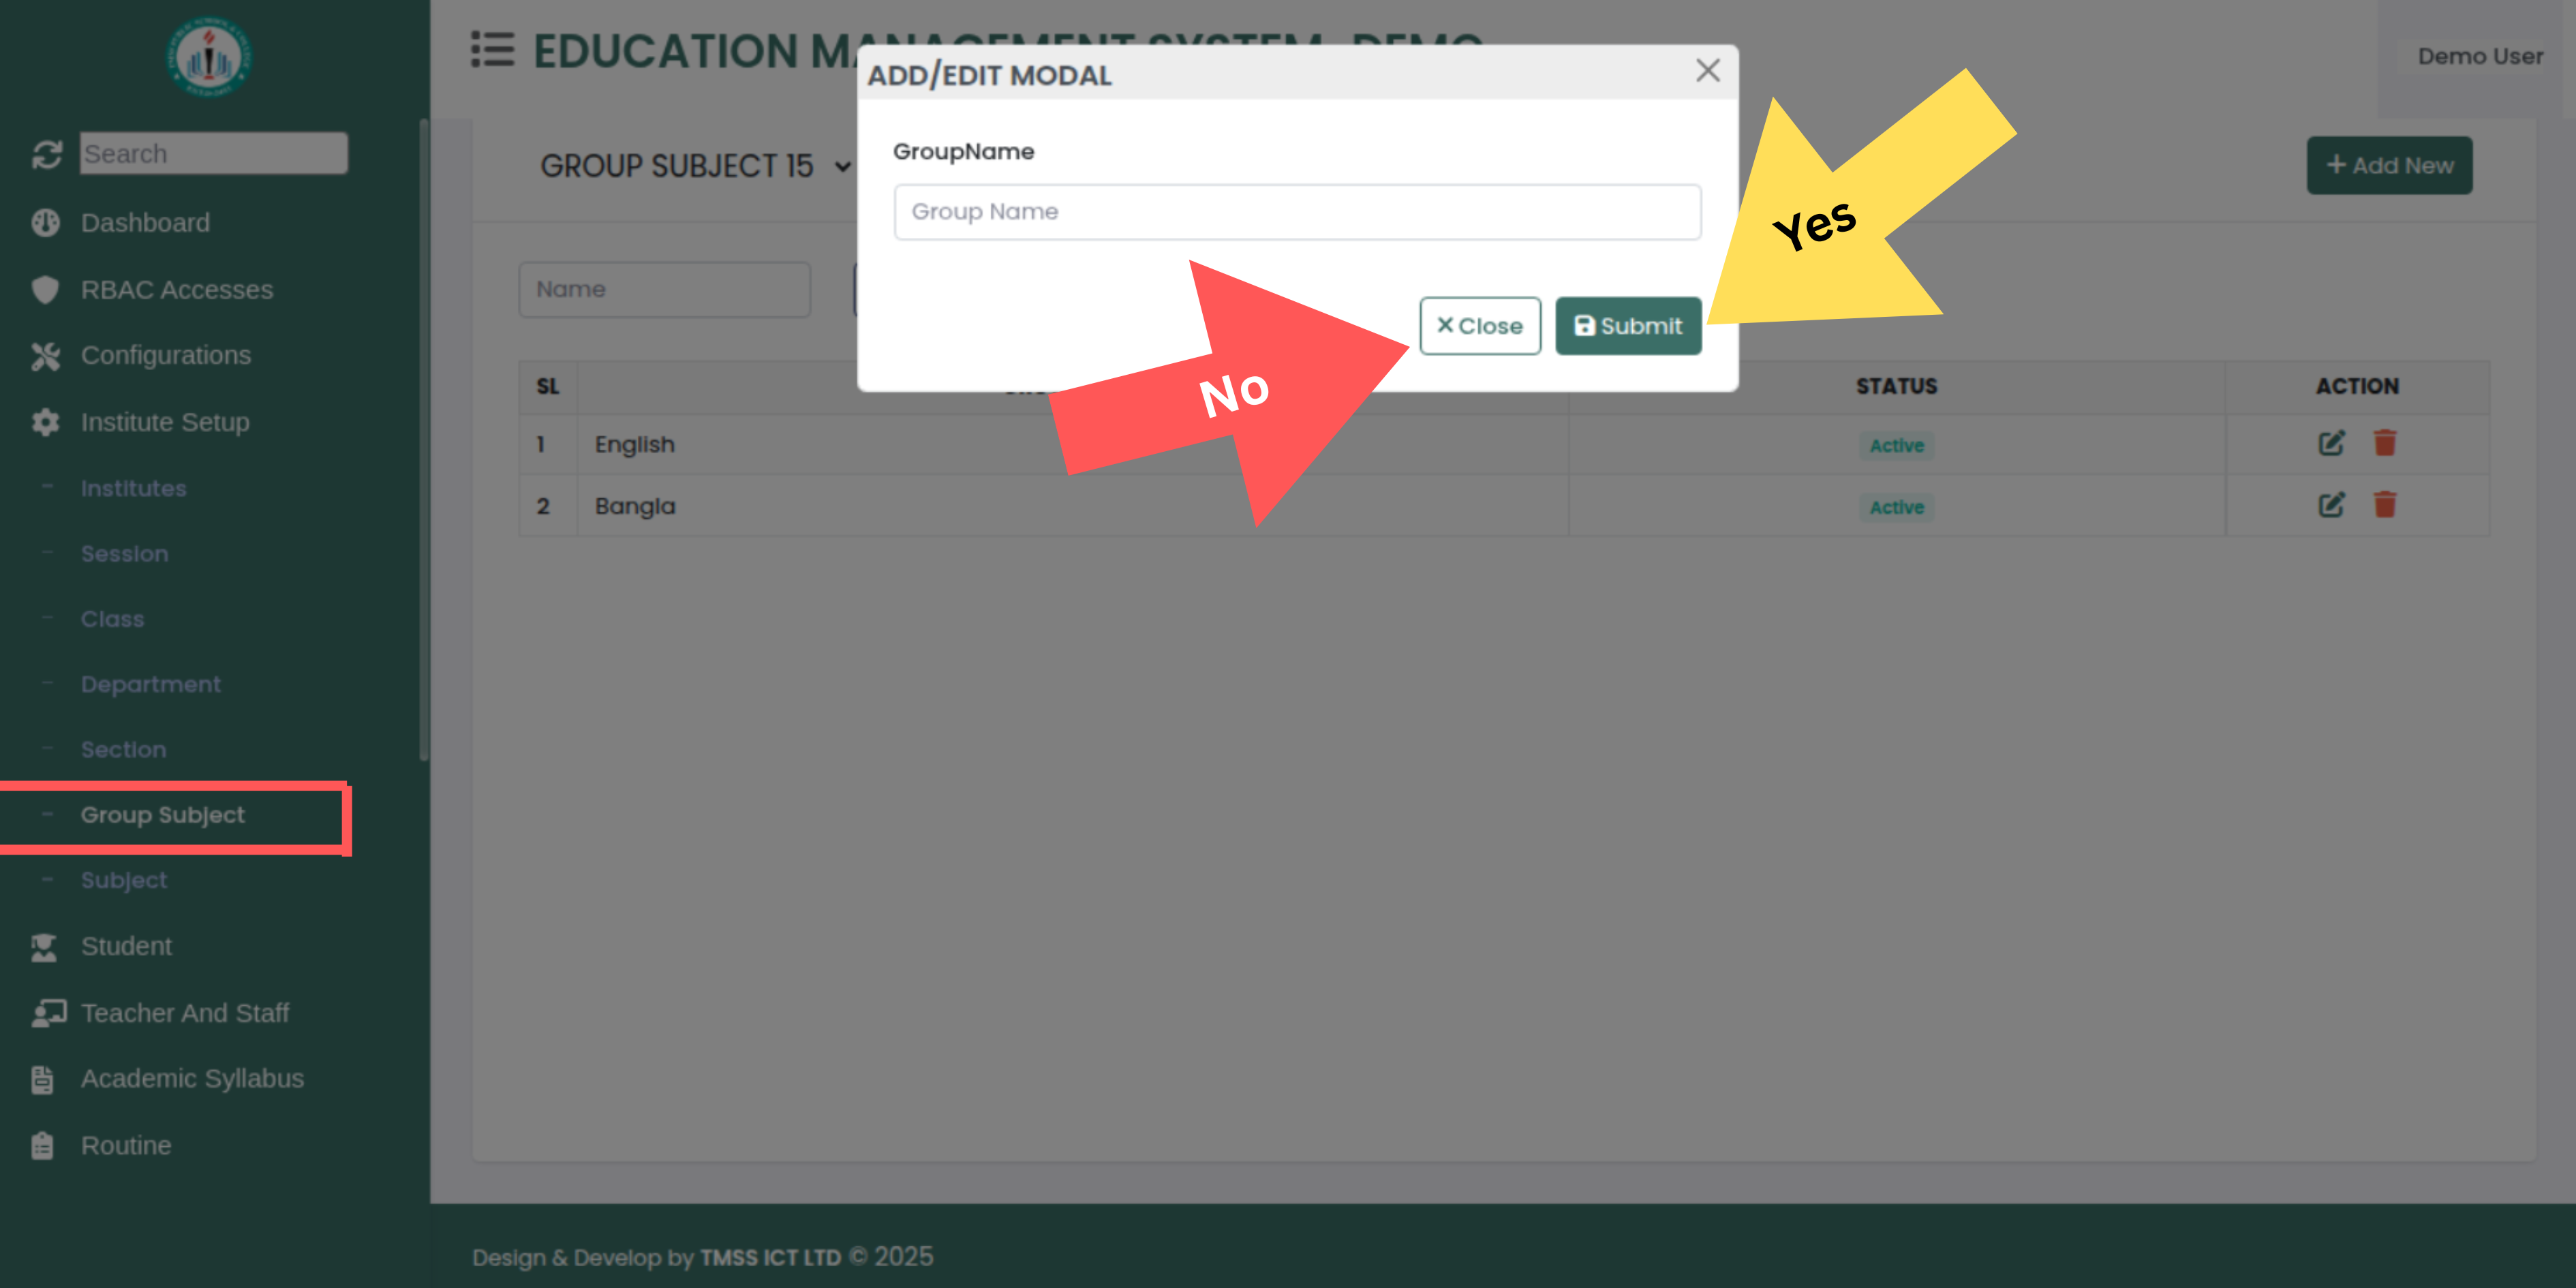 EDUCATION MANAGEMENT SYSTEM- DEMO
Demo User
ADD/EDIT MODAL
Search
GroupName
GROUP SUBJECT 15
+ Add New
Group Name
Yes
Dashboard
RBAC Accesses
Name
Close
Submit
Configurations
No
SL
STATUS
ACTION
Institute Setup
1 English Active
Institutes
2 Bangla Active
Session
Class
Department
Section
Group Subject
Subject
Student
Teacher And Staff
Academic Syllabus
Routine
Design & Develop by TMSS ICT LTD © 2025